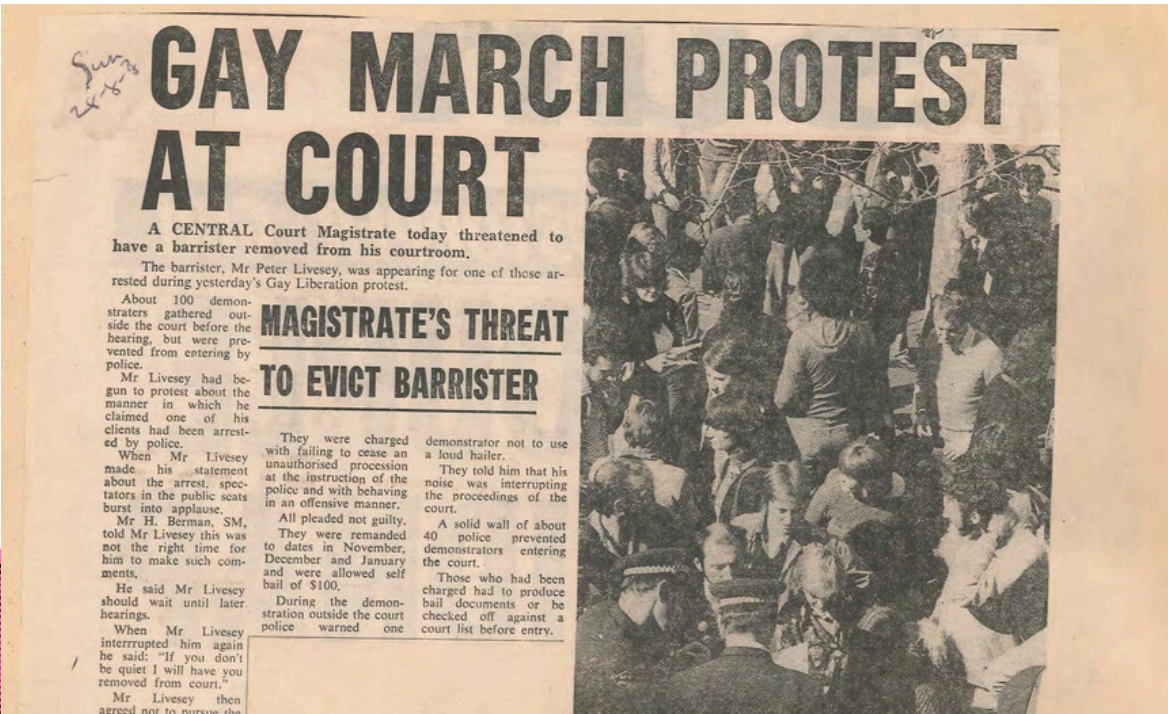 Sun
28-8-78
GAY MARCH PROTEST
AT COURT
A CENTRAL Court Magistrate today threatened to
have a barrister removed from his courtroom.
The barrister, Mr Peter Livesey, was appearing for one of those ar-
rested during yesterday's Gay Liberation protest.
About 100 demon-
straters gathered out-
side the court before the
hearing, but were pre-
vented from entering by
police.
Mr Livesey had be-
gun to protest about the
manner in which he
claimed one of his
clients had been arrest-
ed by police.
When Mr Livesey
made his statement
about the arrest, spec-
tators in the public seats
burst into applause.
Mr H. Berman, SM,
told Mr Livesey this was
not the right time for
him to make such com-
ments.
He said Mr Livesey
should wait until later
hearings.
When Mr Livesey
interrrupted him again
he said: "If you don't
be quiet I will have you
removed from court."
Mr Livesey then
agreed not to pursue the
MAGISTRATE'S THREAT
TO EVICT BARRISTER
They were charged
with failing to cease an
unauthorised procession
at the instruction of the
police and with behaving
in an offensive manner.
All pleaded not guilty.
They were remanded
to dates in November,
December and January
and were allowed self
bail of $100.
During the demon-
stration outside the court
police warned one
demonstrator not to use
a loud hailer.
They told him that his
noise was interrupting
the proceedings of the
court.
A solid wall of about
40 police prevented
demonstrators entering
the court.
Those who had been
charged had to produce
bail documents or be
checked off against a
court list before entry.